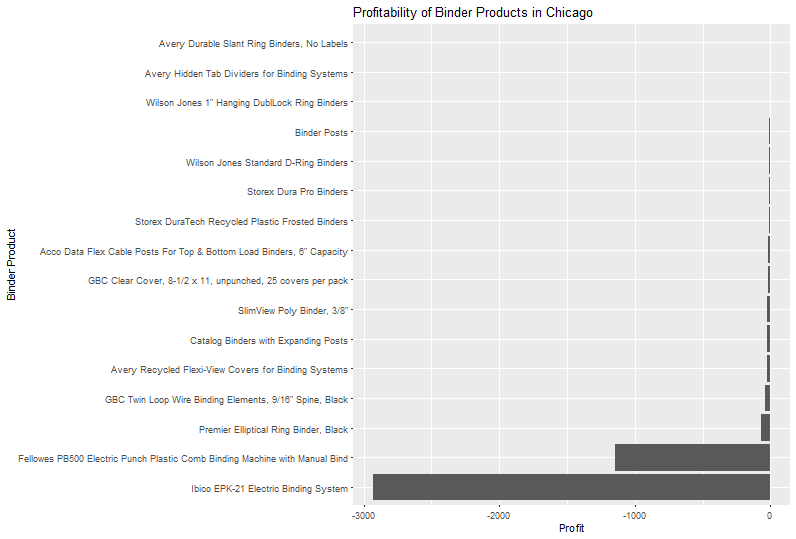 Profitability of Binder Products in Chicago
Binder Product
Avery Durable Slant Ring Binders, No Labels
Avery Hidden Tab Dividers for Binding Systems
Wilson Jones 1" Hanging DublLock Ring Binders
Binder Posts
Wilson Jones Standard D-Ring Binders
Storex Dura Pro Binders
Storex DuraTech Recycled Plastic Frosted Binders
Acco Data Flex Cable Posts For Top & Bottom Load Binders, 6" Capacity
GBC Clear Cover, 8-1/2 x 11, unpunched, 25 covers per pack
SlimView Poly Binder, 3/8"
Catalog Binders with Expanding Posts
Avery Recycled Flexi-View Covers for Binding Systems
GBC Twin Loop Wire Binding Elements, 9/16" Spine, Black
Premier Elliptical Ring Binder, Black
Fellowes PB500 Electric Punch Plastic Comb Binding Machine with Manual Bind
Ibico EPK-21 Electric Binding System
-3000 -2000 -1000 0
Profit